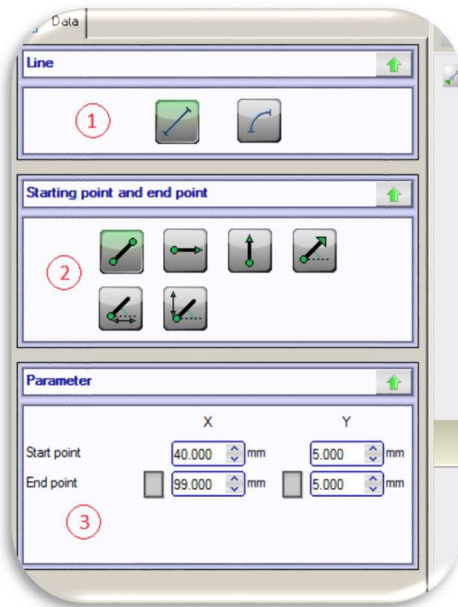 Data
Line
1
Starting point and end point
2
Parameter
X Y
Start point 40.000 mm 5.000 mm
End point 99.000 mm 5.000 mm
3